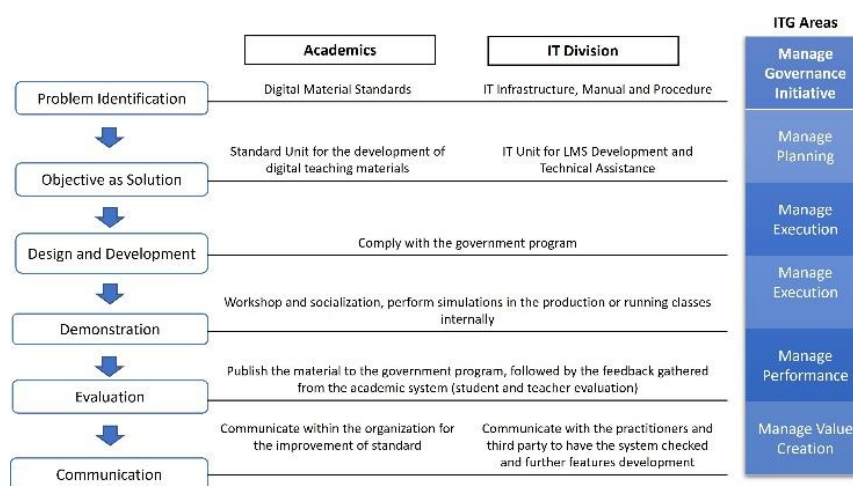 ITG Areas
Academics
IT Division
Manage
Governance
Initiative
Problem Identification
Digital Material Standards
IT Infrastructure, Manual and Procedure
Objective as Solution
Standard Unit for the development of
digital teaching materials
IT Unit for LMS Development and
Technical Assistance
Manage
Planning
Design and Development
Comply with the government program
Manage
Execution
Demonstration
Workshop and socialization, perform simulations in the production or running classes
internally
Manage
Execution
Evaluation
Publish the material to the government program, followed by the feedback gathered
from the academic system (student and teacher evaluation)
Manage
Performance
Communication
Communicate within the organization for
the improvement of standard
Communicate with the practitioners and
third party to have the system checked
and further features development
Manage Value
Creation